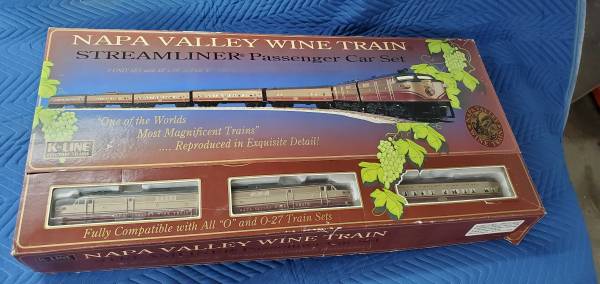 NAPA VALLEY WINE TRAIN
STREAMLINER® Passenger Car Set
"One of the Worlds
Most Magnificent Trains"
.... Reproduced in Exquisite Detail!
K-LINE
Fully Compatible with All "O" and O-27 Train Sets
NAPA VALLEY WINE TRAIN